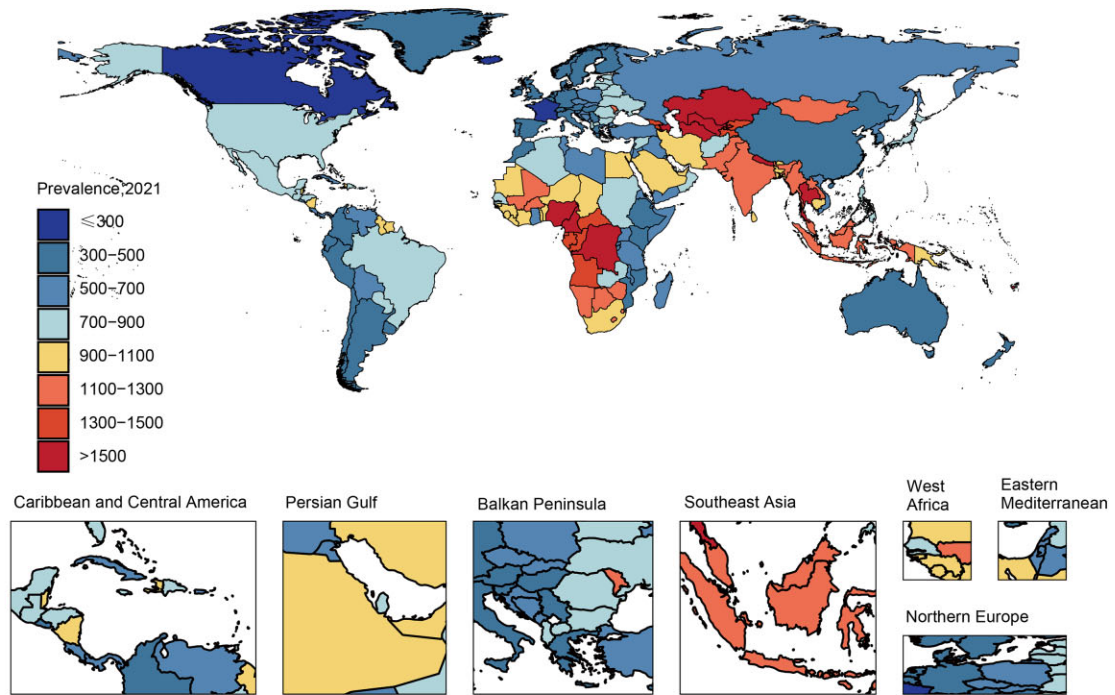 Prevalence,2021
≤300
300−500
500−700
700−900
900−1100
1100−1300
1300−1500
>1500
Caribbean and Central America
Persian Gulf
Balkan Peninsula
Southeast Asia
West
Africa
Eastern
Mediterranean
Northern Europe